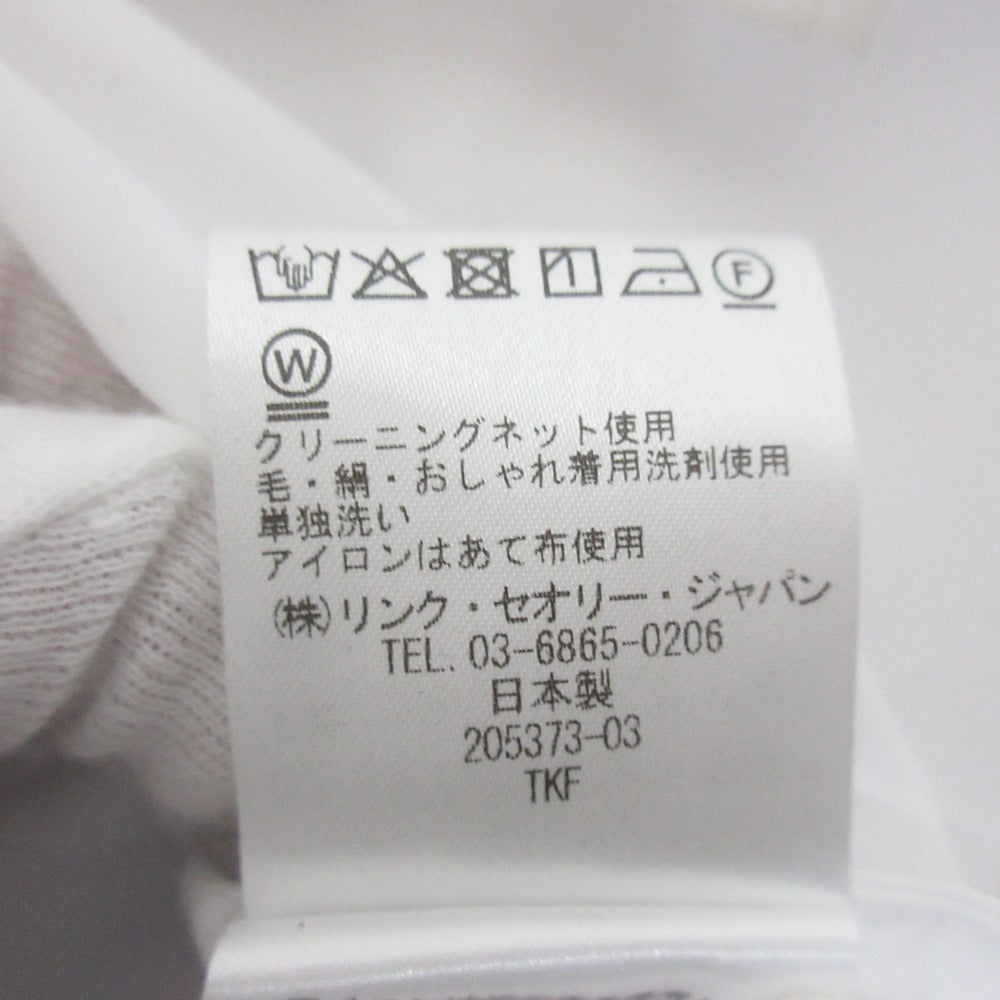 F
W
クリーニングネット使用
毛・絹・おしゃれ着用洗剤使用
単独洗い
アイロンはあて布使用
(株)リンク・セオリー・ジャパン
TEL. 03-6865-0206
日本製
205373-03
TKF